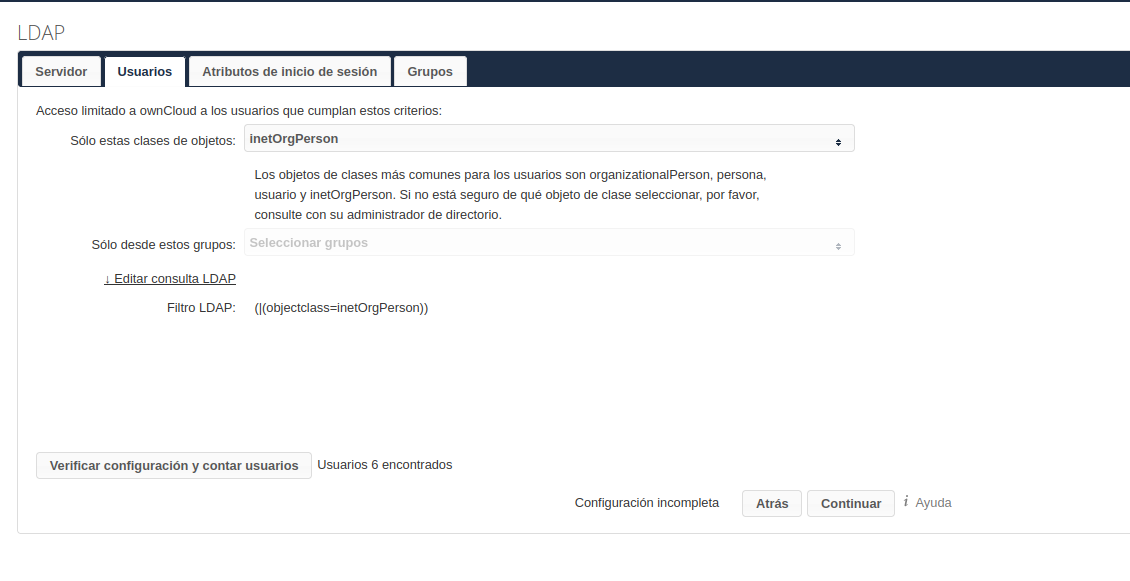 LDAP
Servidor Usuarios Atributos de inicio de sesión Grupos
Acceso limitado a ownCloud a los usuarios que cumplan estos criterios:
Sólo estas clases de objetos: inetOrgPerson
Los objetos de clases más comunes para los usuarios son organizationalPerson, persona,
usuario y inetOrgPerson. Si no está seguro de qué objeto de clase seleccionar, por favor,
consulte con su administrador de directorio.
Sólo desde estos grupos: Seleccionar grupos
↓ Editar consulta LDAP
Filtro LDAP: (|(objectclass=inetOrgPerson))
Verificar configuración y contar usuarios Usuarios 6 encontrados
Configuración incompleta Atrás Continuar i Ayuda